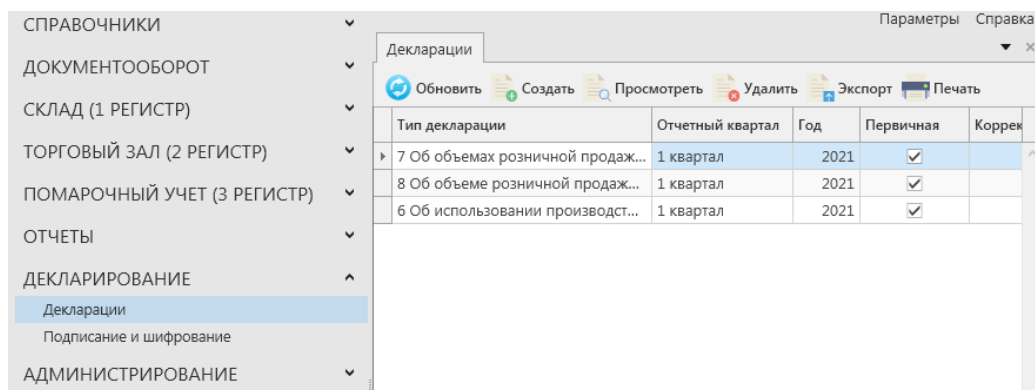 Параметры Справка
СПРАВОЧНИКИ
ДОКУМЕНТООБОРОТ
СКЛАД (1 РЕГИСТР)
ТОРГОВЫЙ ЗАЛ (2 РЕГИСТР)
ПОМАРОЧНЫЙ УЧЕТ (3 РЕГИСТР)
ОТЧЕТЫ
ДЕКЛАРИРОВАНИЕ
Декларации
Подписание и шифрование
АДМИНИСТРИРОВАНИЕ
Декларации
Обновить Создать Просмотреть Удалить Экспорт Печать
Тип декларации Отчетный квартал Год Первичная Коррек
7 Об объемах розничной продаж... 1 квартал 2021
8 Об объеме розничной продаж... 1 квартал 2021
6 Об использовании производст... 1 квартал 2021